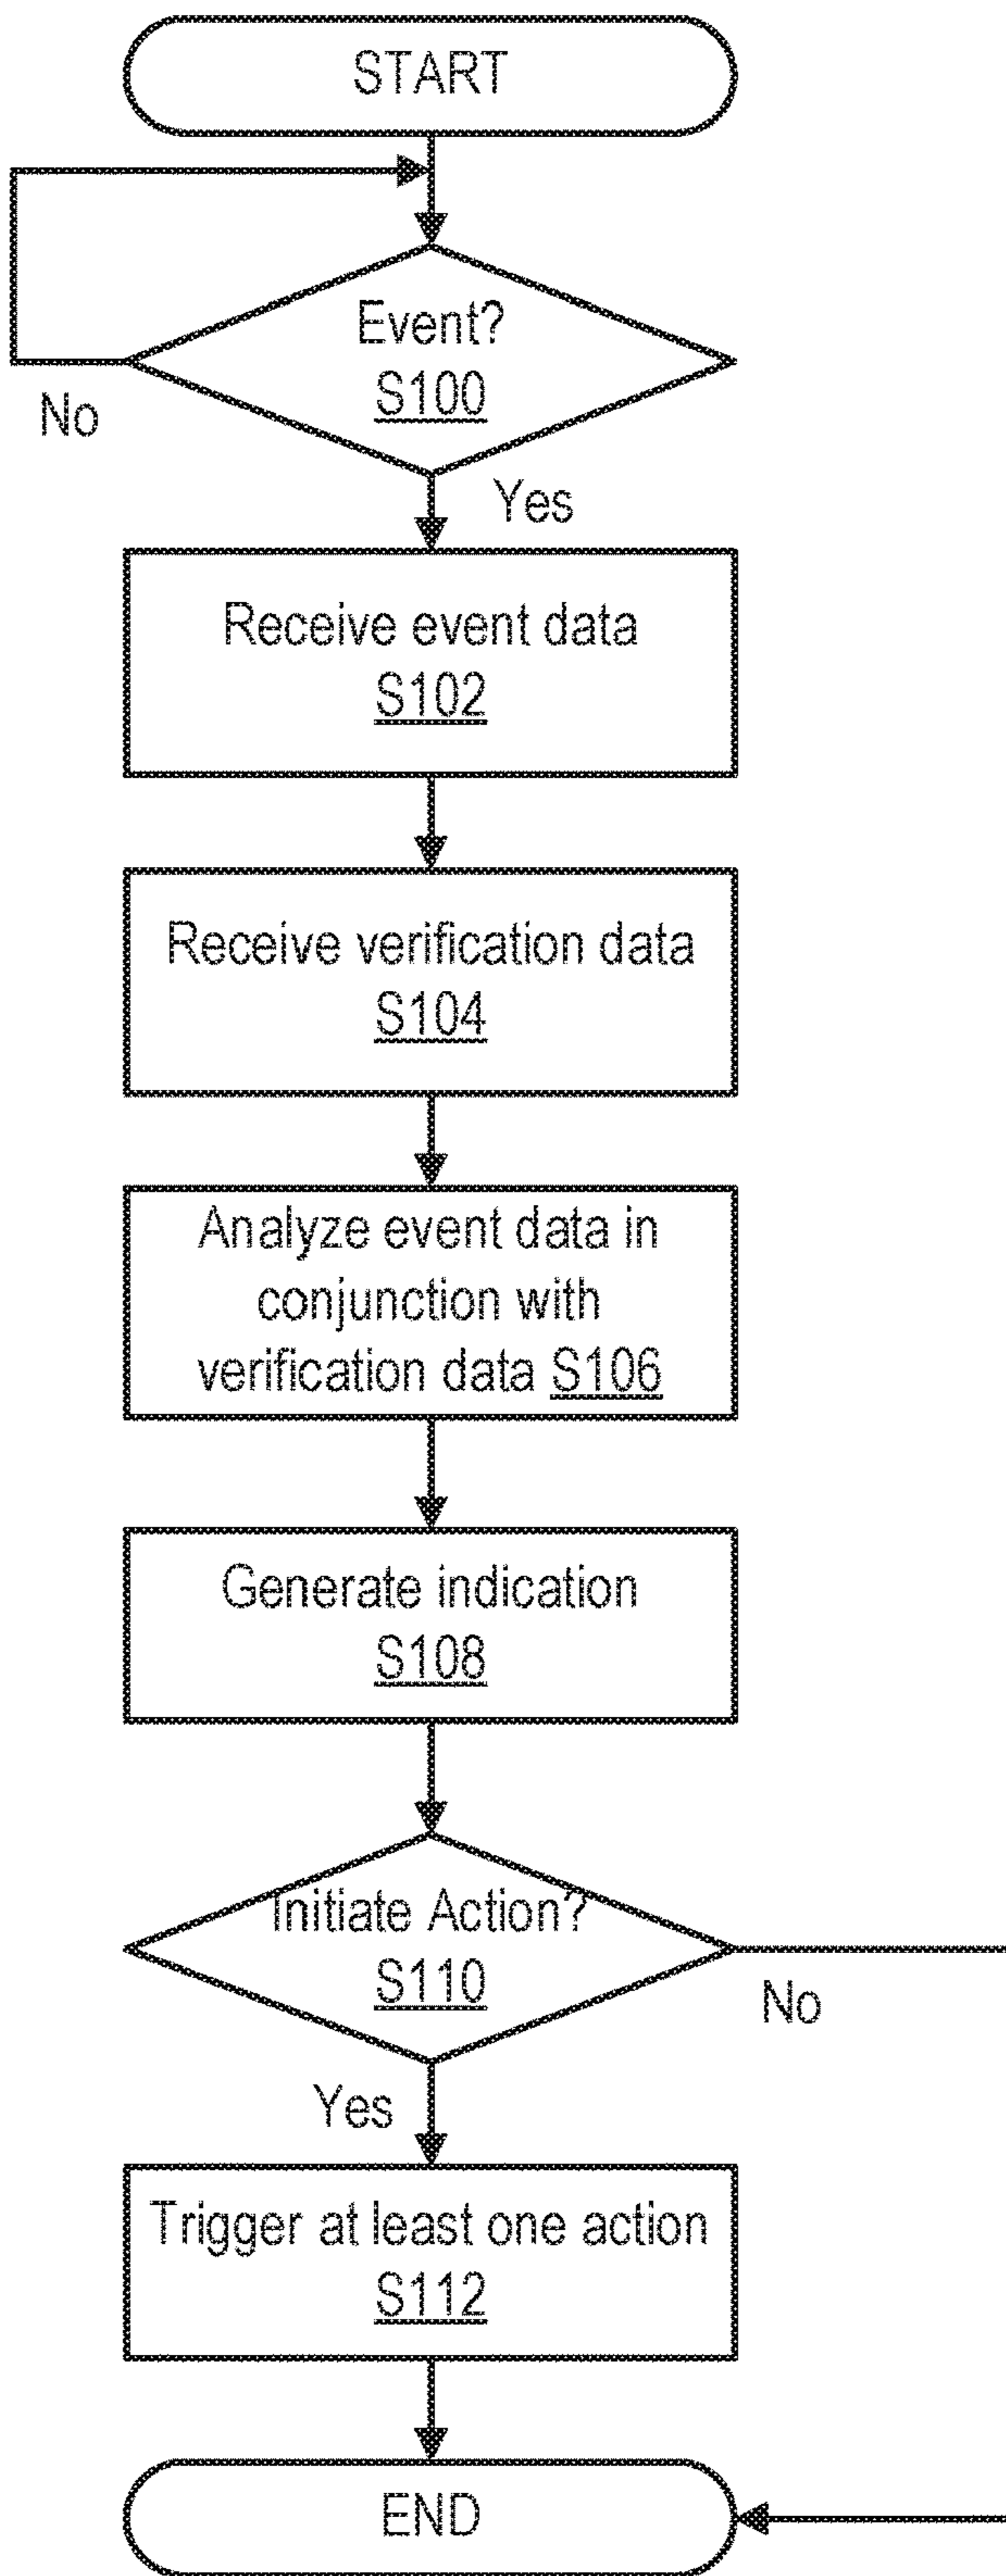 START
Event?
S100
No
Yes
Receive event data
S102
Receive verification data
S104
Analyze event data in
conjunction with
verification data S106
Generate indication
S108
Initiate Action?
S110
No
Yes
Trigger at least one action
S112
END